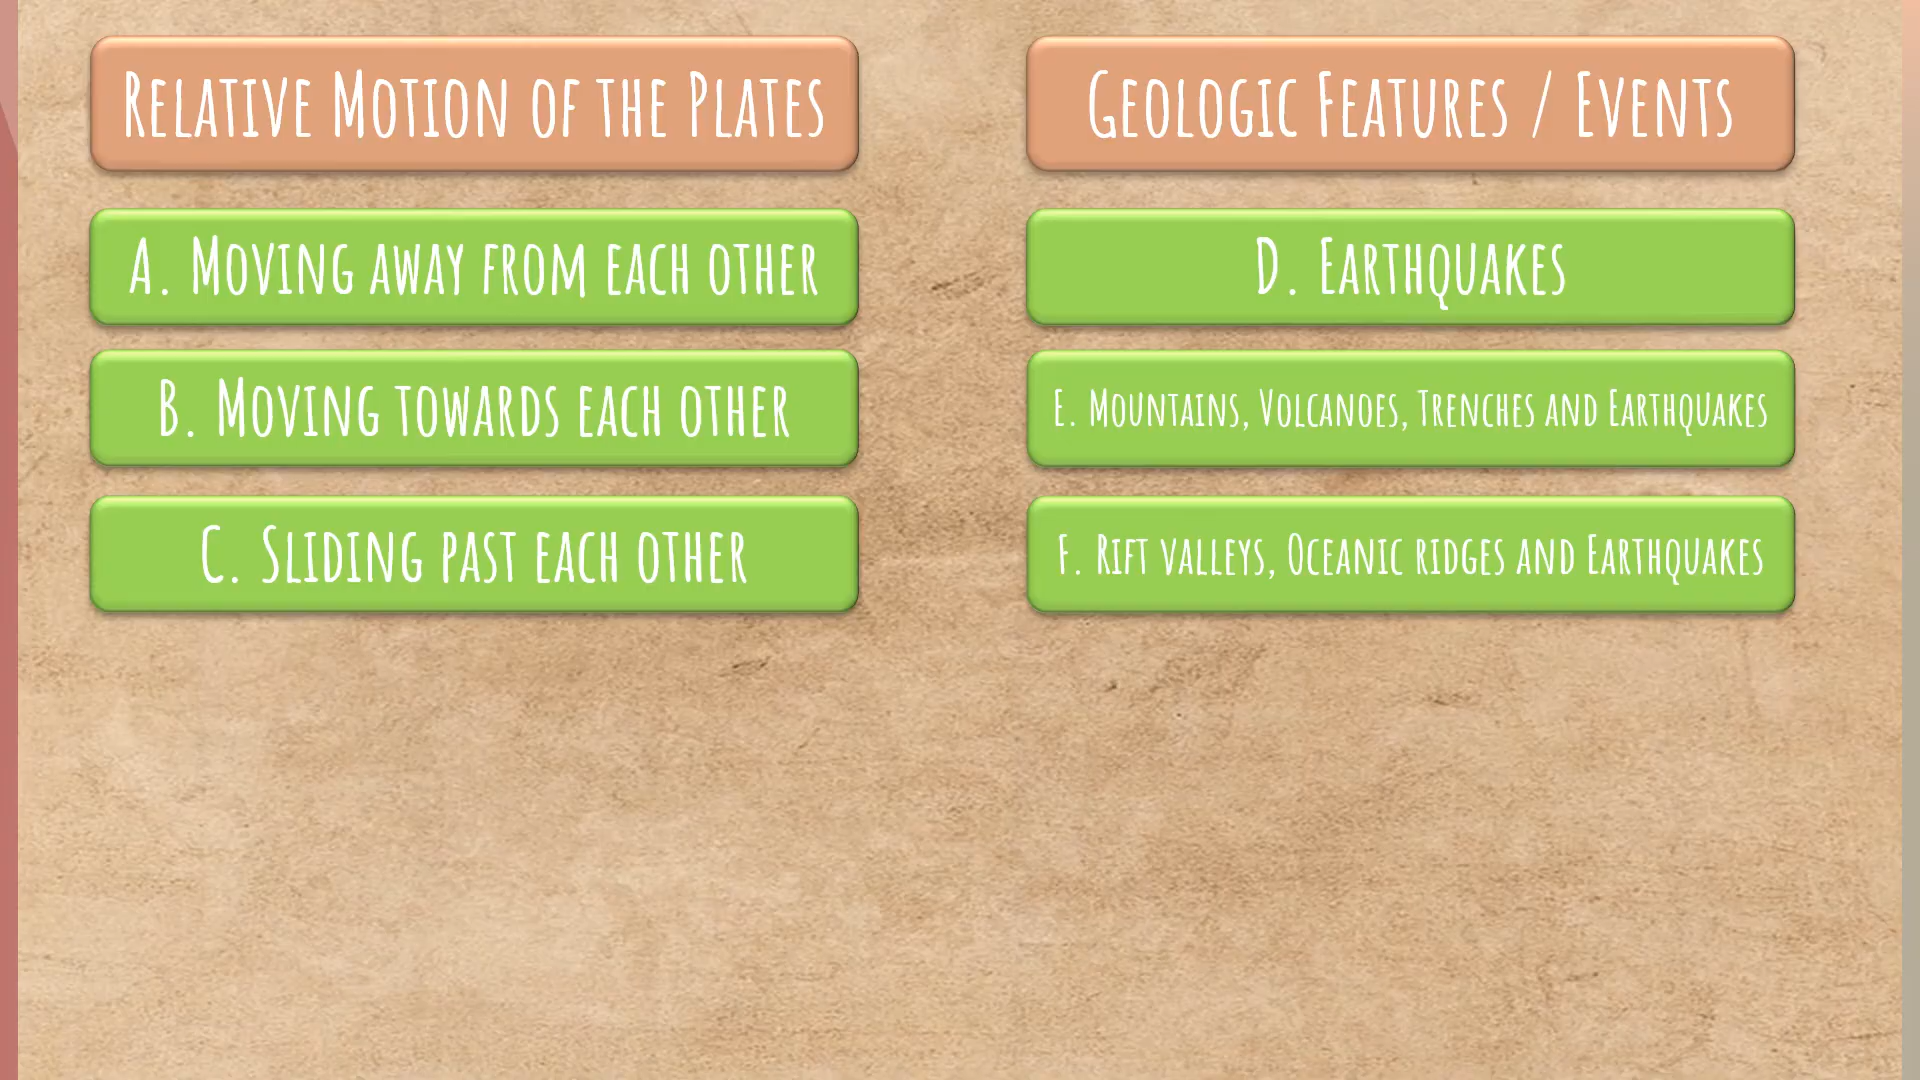 Relative Motion of the Plates
A. Moving away from each other
B. Moving towards each other
C. Sliding past each other
Geologic Features / Events
D. Earthquakes
E. Mountains, Volcanoes, Trenches and Earthquakes
F. Rift valleys, Oceanic ridges and Earthquakes